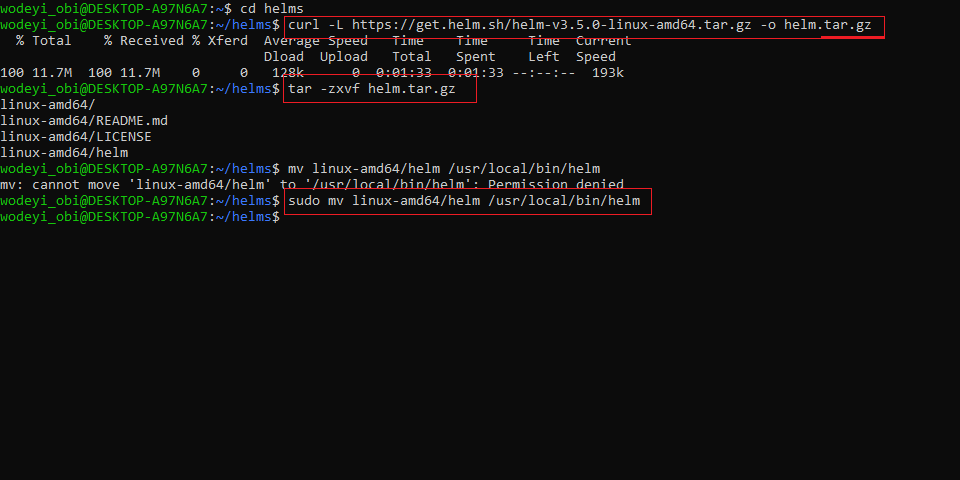 wodeyi_obi@DESKTOP-A97N6A7:~$ cd helms
wodeyi_obi@DESKTOP-A97N6A7:~/helms$ curl -L https://get.helm.sh/helm-v3.5.0-linux-amd64.tar.gz -o helm.tar.gz
  % Total    % Received % Xferd  Average Speed   Time    Time     Time  Current
                                 Dload  Upload   Total   Spent    Left  Speed
100 11.7M  100 11.7M    0     0   128k      0  0:01:33  0:01:33 --:--:--  193k
wodeyi_obi@DESKTOP-A97N6A7:~/helms$ tar -zxvf helm.tar.gz
linux-amd64/
linux-amd64/README.md
linux-amd64/LICENSE
linux-amd64/helm
wodeyi_obi@DESKTOP-A97N6A7:~/helms$ mv linux-amd64/helm /usr/local/bin/helm
mv: cannot move 'linux-amd64/helm' to '/usr/local/bin/helm': Permission denied
wodeyi_obi@DESKTOP-A97N6A7:~/helms$ sudo mv linux-amd64/helm /usr/local/bin/helm
wodeyi_obi@DESKTOP-A97N6A7:~/helms$